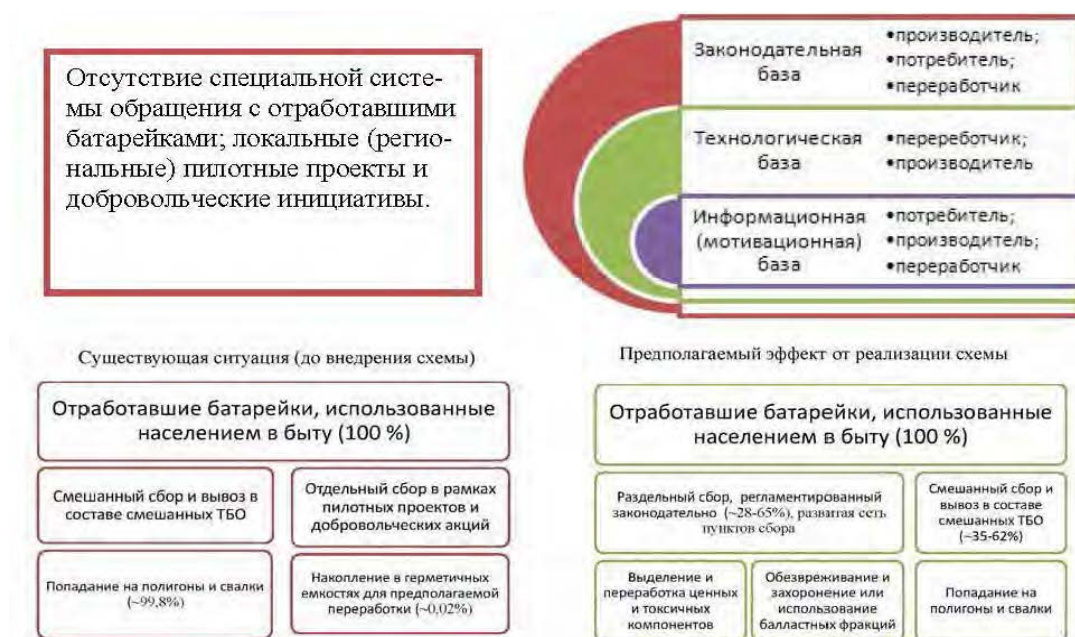 Отсутствие специальной систе-
мы обращения с отработавшими
батарейками; локальные (регио-
нальные) пилотные проекты и
добровольческие инициативы.
Законодательная
база
•производитель;
•потребитель;
•переработчик
Технологическая
база
•перереботчик;
•производитель
Информационная
(мотивационная)
база
•потребитель;
•производитель;
•переработчик
Существующая ситуация (до внедрения схемы)
Отработавшие батарейки, использованные
населением в быту (100 %)
Смешанный сбор и вывоз в
составе смешанных ТБО
Отдельный сбор в рамках
пилотных проектов и
добровольческих акций
Попадание на полигоны и свалки
(~99,8%)
Накопление в герметичных
емкостях для предполагаемой
переработки (~0,02%)
Предполагаемый эффект от реализации схемы
Отработавшие батарейки, использованные
населением в быту (100 %)
Раздельный сбор, регламентированный
законодательно (~28-65%), развитая сеть
пунктов сбора
Смешанный сбор и
вывоз в составе
смешанных ТБО
(~35-62%)
Выделение и
переработка ценных
и токсичных
компонентов
Обезвреживание и
захоронение или
использование
балластных фракций
Попадание на
полигоны и свалки